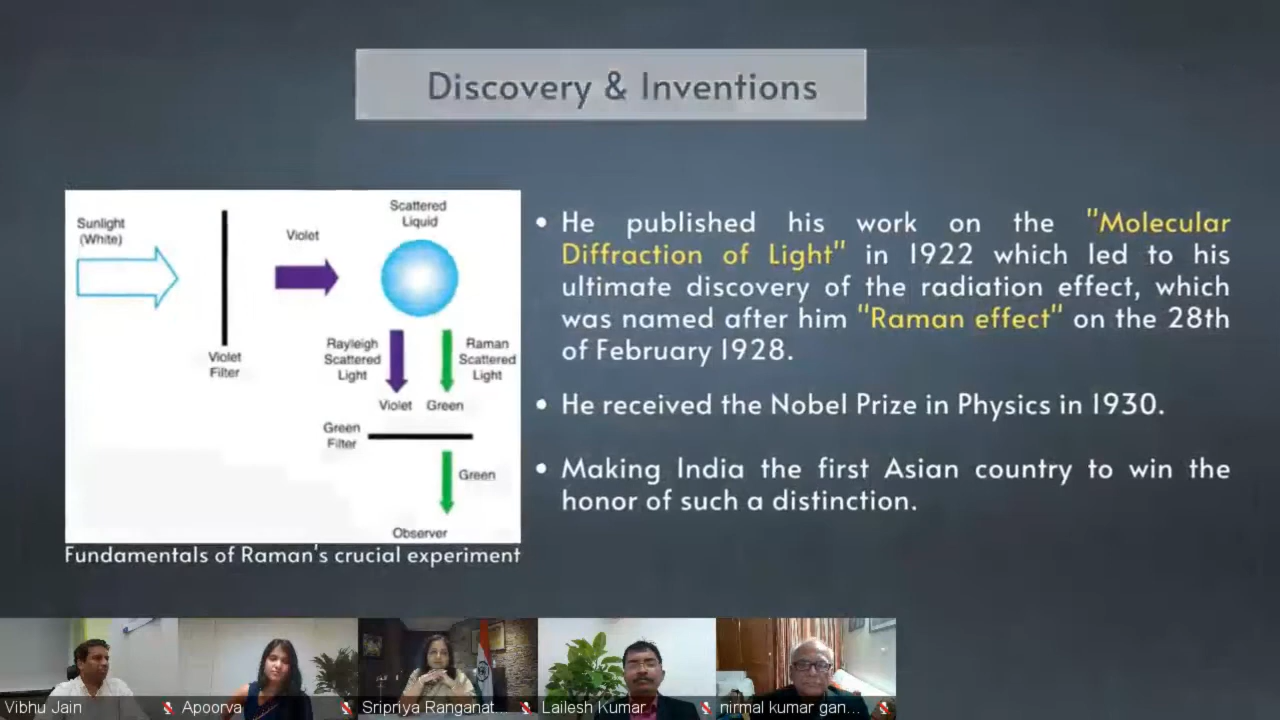 Discovery & Inventions
Sunlight
(White)
Violet
Filter
Violet
Scattered
Liquid
Rayleigh
Scattered
Light
Raman
Scattered
Light
Violet
Green
Green
Filter
Green
Observer
Fundamentals of Raman's crucial experiment
• He published his work on the "Molecular
Diffraction of Light" in 1922 which led to his
ultimate discovery of the radiation effect, which
was named after him "Raman effect" on the 28th
of February 1928.
• He received the Nobel Prize in Physics in 1930.
• Making India the first Asian country to win the
honor of such a distinction.
Vibhu Jain
Apoorva
Sripriya Ranganat...
Lailesh Kumar
nirmal kumar gan...